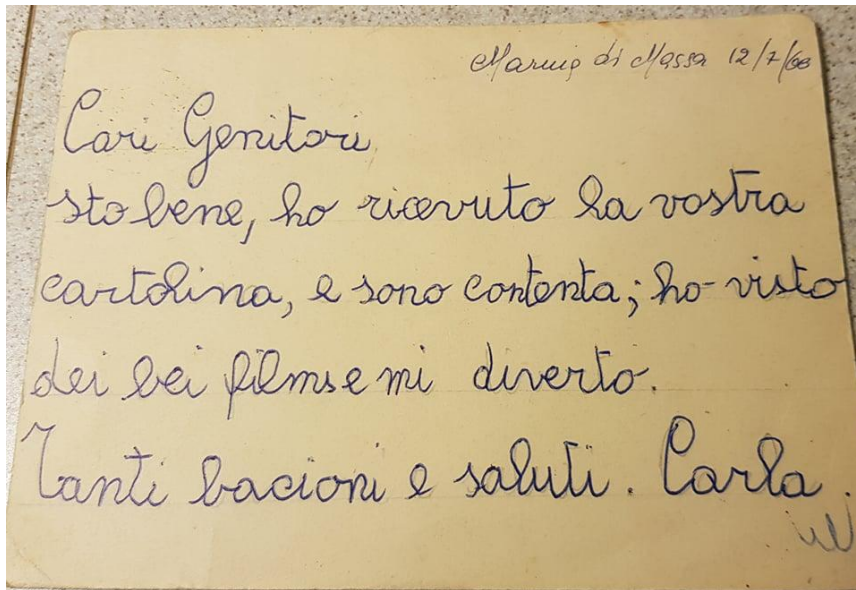 Marina di Massa 12/7/66
Cari Genitori
sto bene, ho ricevuto la vostra
cartolina, e sono contenta; ho visto
dei bei films e mi diverto.
Tanti bacioni e saluti. Carla